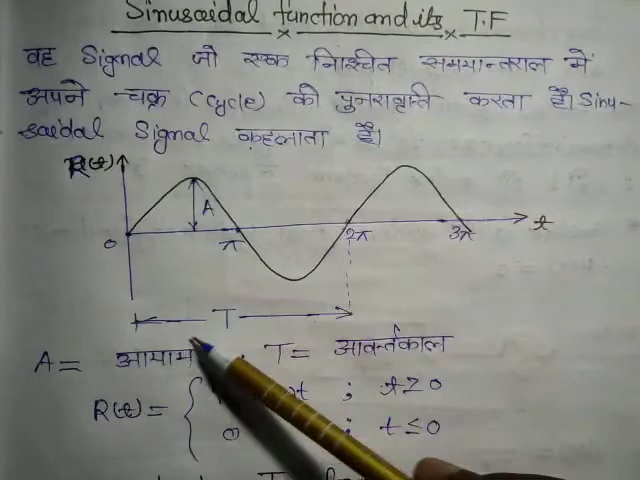 Sinusoidal function and its T.F
वह Signal जो एक निश्चित समयान्तराल में
अपने चक्र (Cycle) की पुनरावृत्ति करता है। Sinu-
soidal Signal कहलाता है।
R(t)
A
0
π
2π
3π
t
T
A = आयाम , T = आवर्तकाल
R(t) = { t ; t ≥ 0
0 ; t ≤ 0